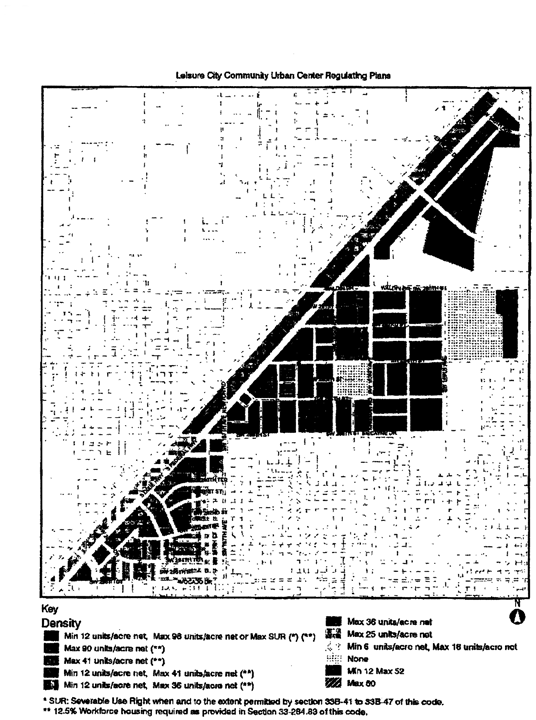 Leisure City Community Urban Center Regulating Plans
N
Key
Density
Min 12 units/acre net, Max 96 units/acre net or Max SUR (*) (**)
Max 90 units/acre net (**)
Max 41 units/acre net (**)
Min 12 units/acre net, Max 41 units/acre net (**)
Min 12 units/acre net, Max 36 units/acre net (**)
Max 36 units/acre net
Max 25 units/acre net
Min 6 units/acre net, Max 18 units/acre net
None
Min 12 Max 52
Max 60
* SUR: Severable Use Right when and to the extent permitted by section 33B-41 to 33B-47 of this code.
** 12.5% Workforce housing required as provided in Section 33-284.83 of this code.